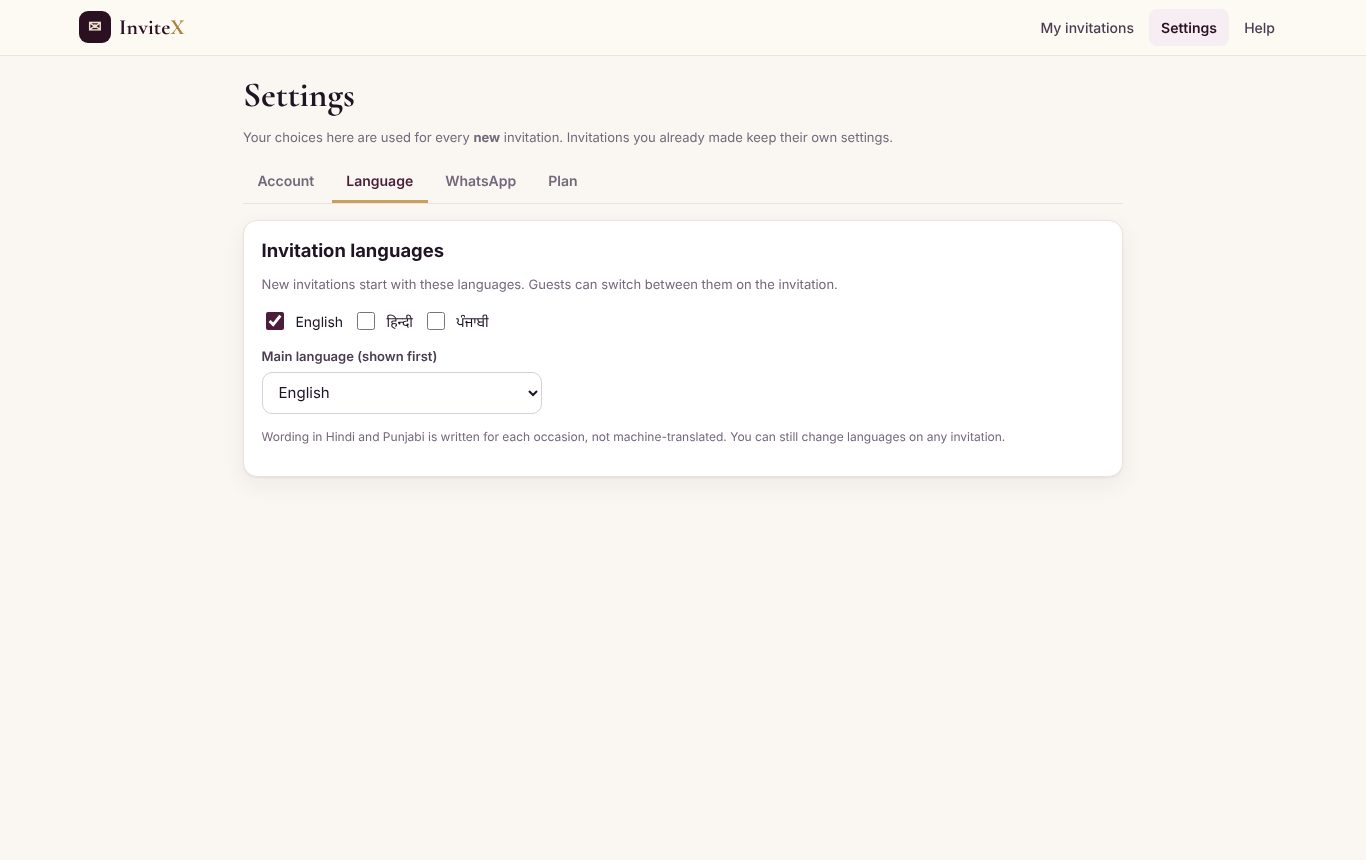 ✉ InviteX
My invitations Settings Help
Settings
Your choices here are used for every new invitation. Invitations you already made keep their own settings.
Account Language WhatsApp Plan
Invitation languages
New invitations start with these languages. Guests can switch between them on the invitation.
English हिन्दी ਪੰਜਾਬੀ
Main language (shown first)
English
Wording in Hindi and Punjabi is written for each occasion, not machine-translated. You can still change languages on any invitation.